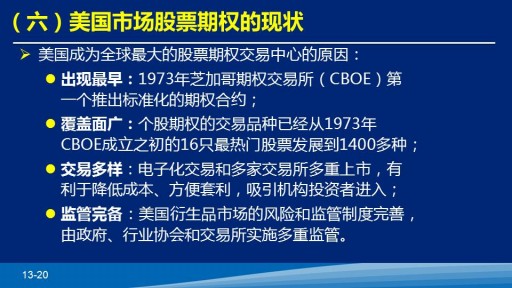 （六）美国市场股票期权的现状
美国成为全球最大的股票期权交易中心的原因：
出现最早：1973年芝加哥期权交易所（CBOE）第
一个推出标准化的期权合约；
覆盖面广：个股期权的交易品种已经从1973年
CBOE成立之初的16只最热门股票发展到1400多种；
交易多样：电子化交易和多家交易所多重上市，有
利于降低成本、方便套利，吸引机构投资者进入；
监管完备：美国衍生品市场的风险和监管制度完善，
由政府、行业协会和交易所实施多重监管。
13-20